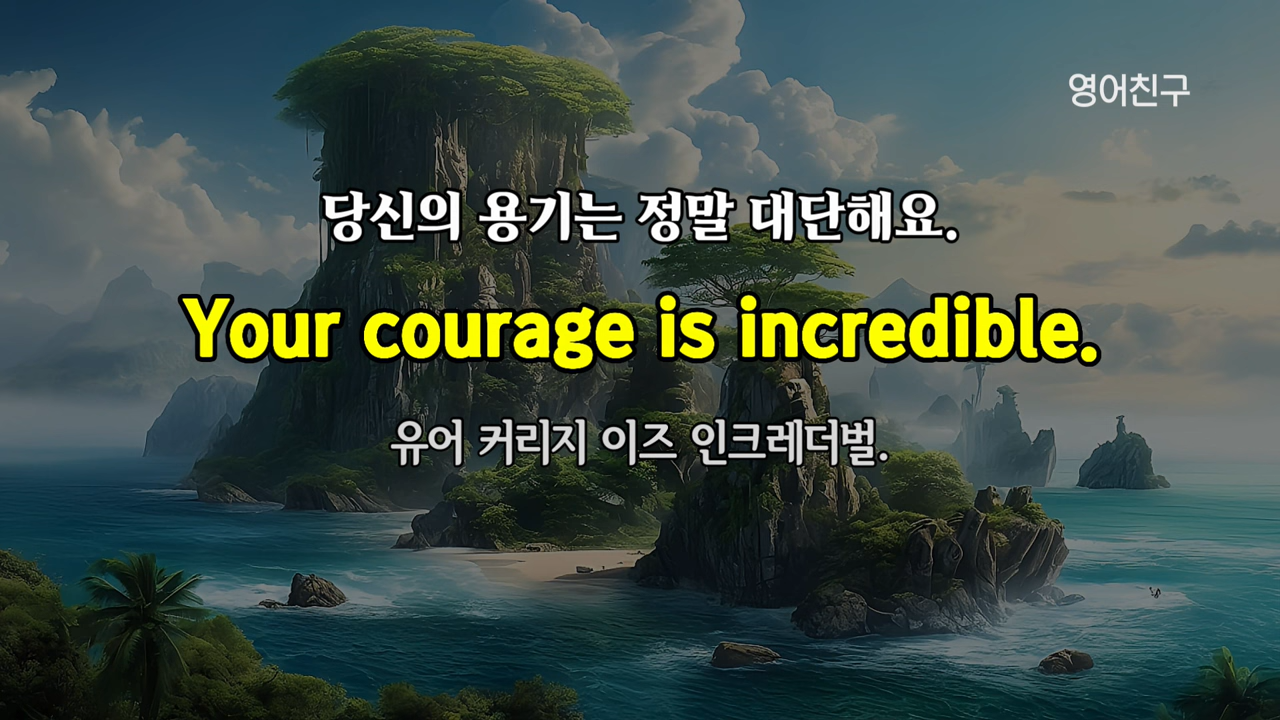 영어친구
당신의 용기는 정말 대단해요.
Your courage is incredible.
유어 커리지 이즈 인크레더벌.